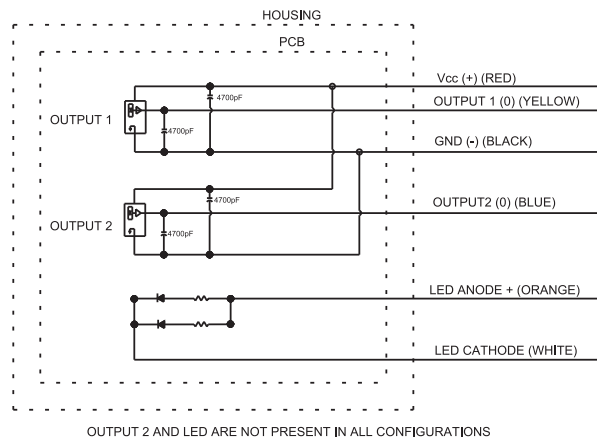 HOUSING
PCB
Vcc (+) (RED)
OUTPUT 1 (0) (YELLOW)
GND (-) (BLACK)
OUTPUT2 (0) (BLUE)
LED ANODE + (ORANGE)
LED CATHODE (WHITE)
OUTPUT 1
4700pF
4700pF
OUTPUT 2
4700pF
4700pF
OUTPUT 2 AND LED ARE NOT PRESENT IN ALL CONFIGURATIONS